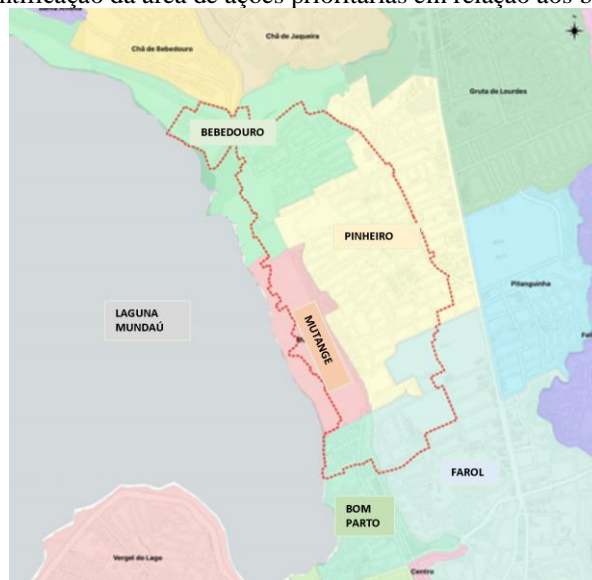 ntificação da área de ações prioritárias em relação aos b
Chã de Bebedouro
Chã de Jaqueira
Gruta de Lourdes
BEBEDOURO
PINHEIRO
Pitanguinha
LAGUNA
MUNDAÚ
MUTANGE
FAROL
BOM
PARTO
Vergel do Lago
Centro